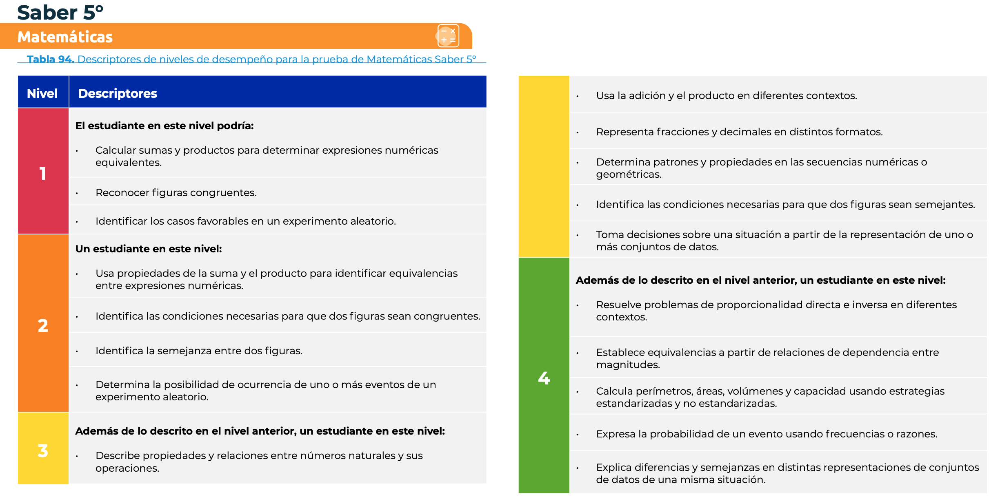 Saber 5°
Matemáticas
Tabla 94. Descriptores de niveles de desempeño para la prueba de Matemáticas Saber 5°
Nivel Descriptores
1
El estudiante en este nivel podría:
• Calcular sumas y productos para determinar expresiones numéricas
equivalentes.
• Reconocer figuras congruentes.
• Identificar los casos favorables en un experimento aleatorio.
2
Un estudiante en este nivel:
• Usa propiedades de la suma y el producto para identificar equivalencias
entre expresiones numéricas.
• Identifica las condiciones necesarias para que dos figuras sean congruentes.
• Identifica la semejanza entre dos figuras.
• Determina la posibilidad de ocurrencia de uno o más eventos de un
experimento aleatorio.
3
Además de lo descrito en el nivel anterior, un estudiante en este nivel:
• Describe propiedades y relaciones entre números naturales y sus
operaciones.
• Usa la adición y el producto en diferentes contextos.
• Representa fracciones y decimales en distintos formatos.
• Determina patrones y propiedades en las secuencias numéricas o
geométricas.
• Identifica las condiciones necesarias para que dos figuras sean semejantes.
• Toma decisiones sobre una situación a partir de la representación de uno o
más conjuntos de datos.
4
Además de lo descrito en el nivel anterior, un estudiante en este nivel:
• Resuelve problemas de proporcionalidad directa e inversa en diferentes
contextos.
• Establece equivalencias a partir de relaciones de dependencia entre
magnitudes.
• Calcula perímetros, áreas, volúmenes y capacidad usando estrategias
estandarizadas y no estandarizadas.
• Expresa la probabilidad de un evento usando frecuencias o razones.
• Explica diferencias y semejanzas en distintas representaciones de conjuntos
de datos de una misma situación.